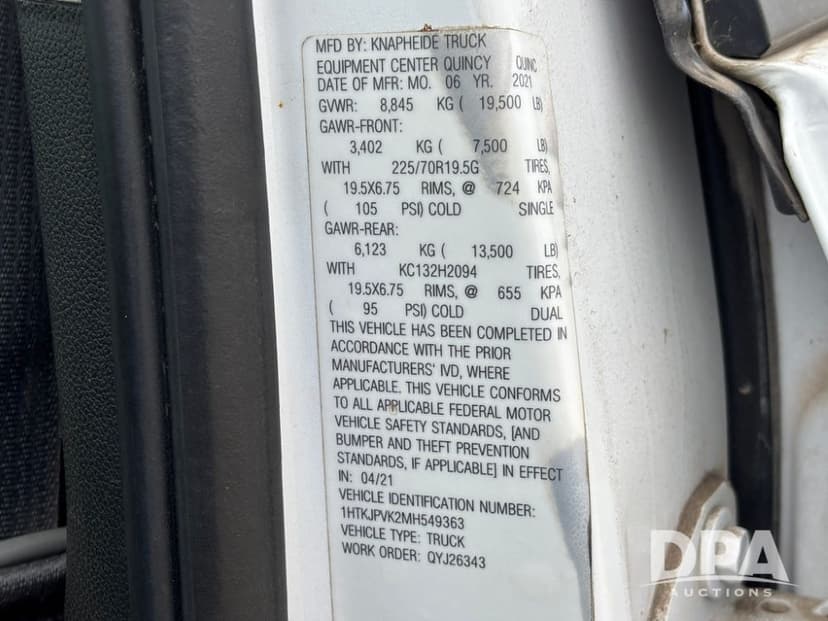 MFD BY: KNAPHEIDE TRUCK
EQUIPMENT CENTER QUINCY QUINC
DATE OF MFR: MO. 06 YR. 2021
GVWR: 8,845 KG ( 19,500 LB)
GAWR-FRONT:
3,402 KG ( 7,500 LB)
WITH 225/70R19.5G TIRES,
19.5X6.75 RIMS, @ 724 KPA
( 105 PSI) COLD SINGLE
GAWR-REAR:
6,123 KG ( 13,500 LB)
WITH KC132H2094 TIRES,
19.5X6.75 RIMS, @ 655 KPA
( 95 PSI) COLD DUAL
THIS VEHICLE HAS BEEN COMPLETED IN
ACCORDANCE WITH THE PRIOR
MANUFACTURERS' IVD, WHERE
APPLICABLE. THIS VEHICLE CONFORMS
TO ALL APPLICABLE FEDERAL MOTOR
VEHICLE SAFETY STANDARDS, [AND
BUMPER AND THEFT PREVENTION
STANDARDS, IF APPLICABLE] IN EFFECT
IN: 04/21
VEHICLE IDENTIFICATION NUMBER:
1HTKJPVK2MH549363
VEHICLE TYPE: TRUCK
WORK ORDER: QYJ26343
DPA
AUCTIONS